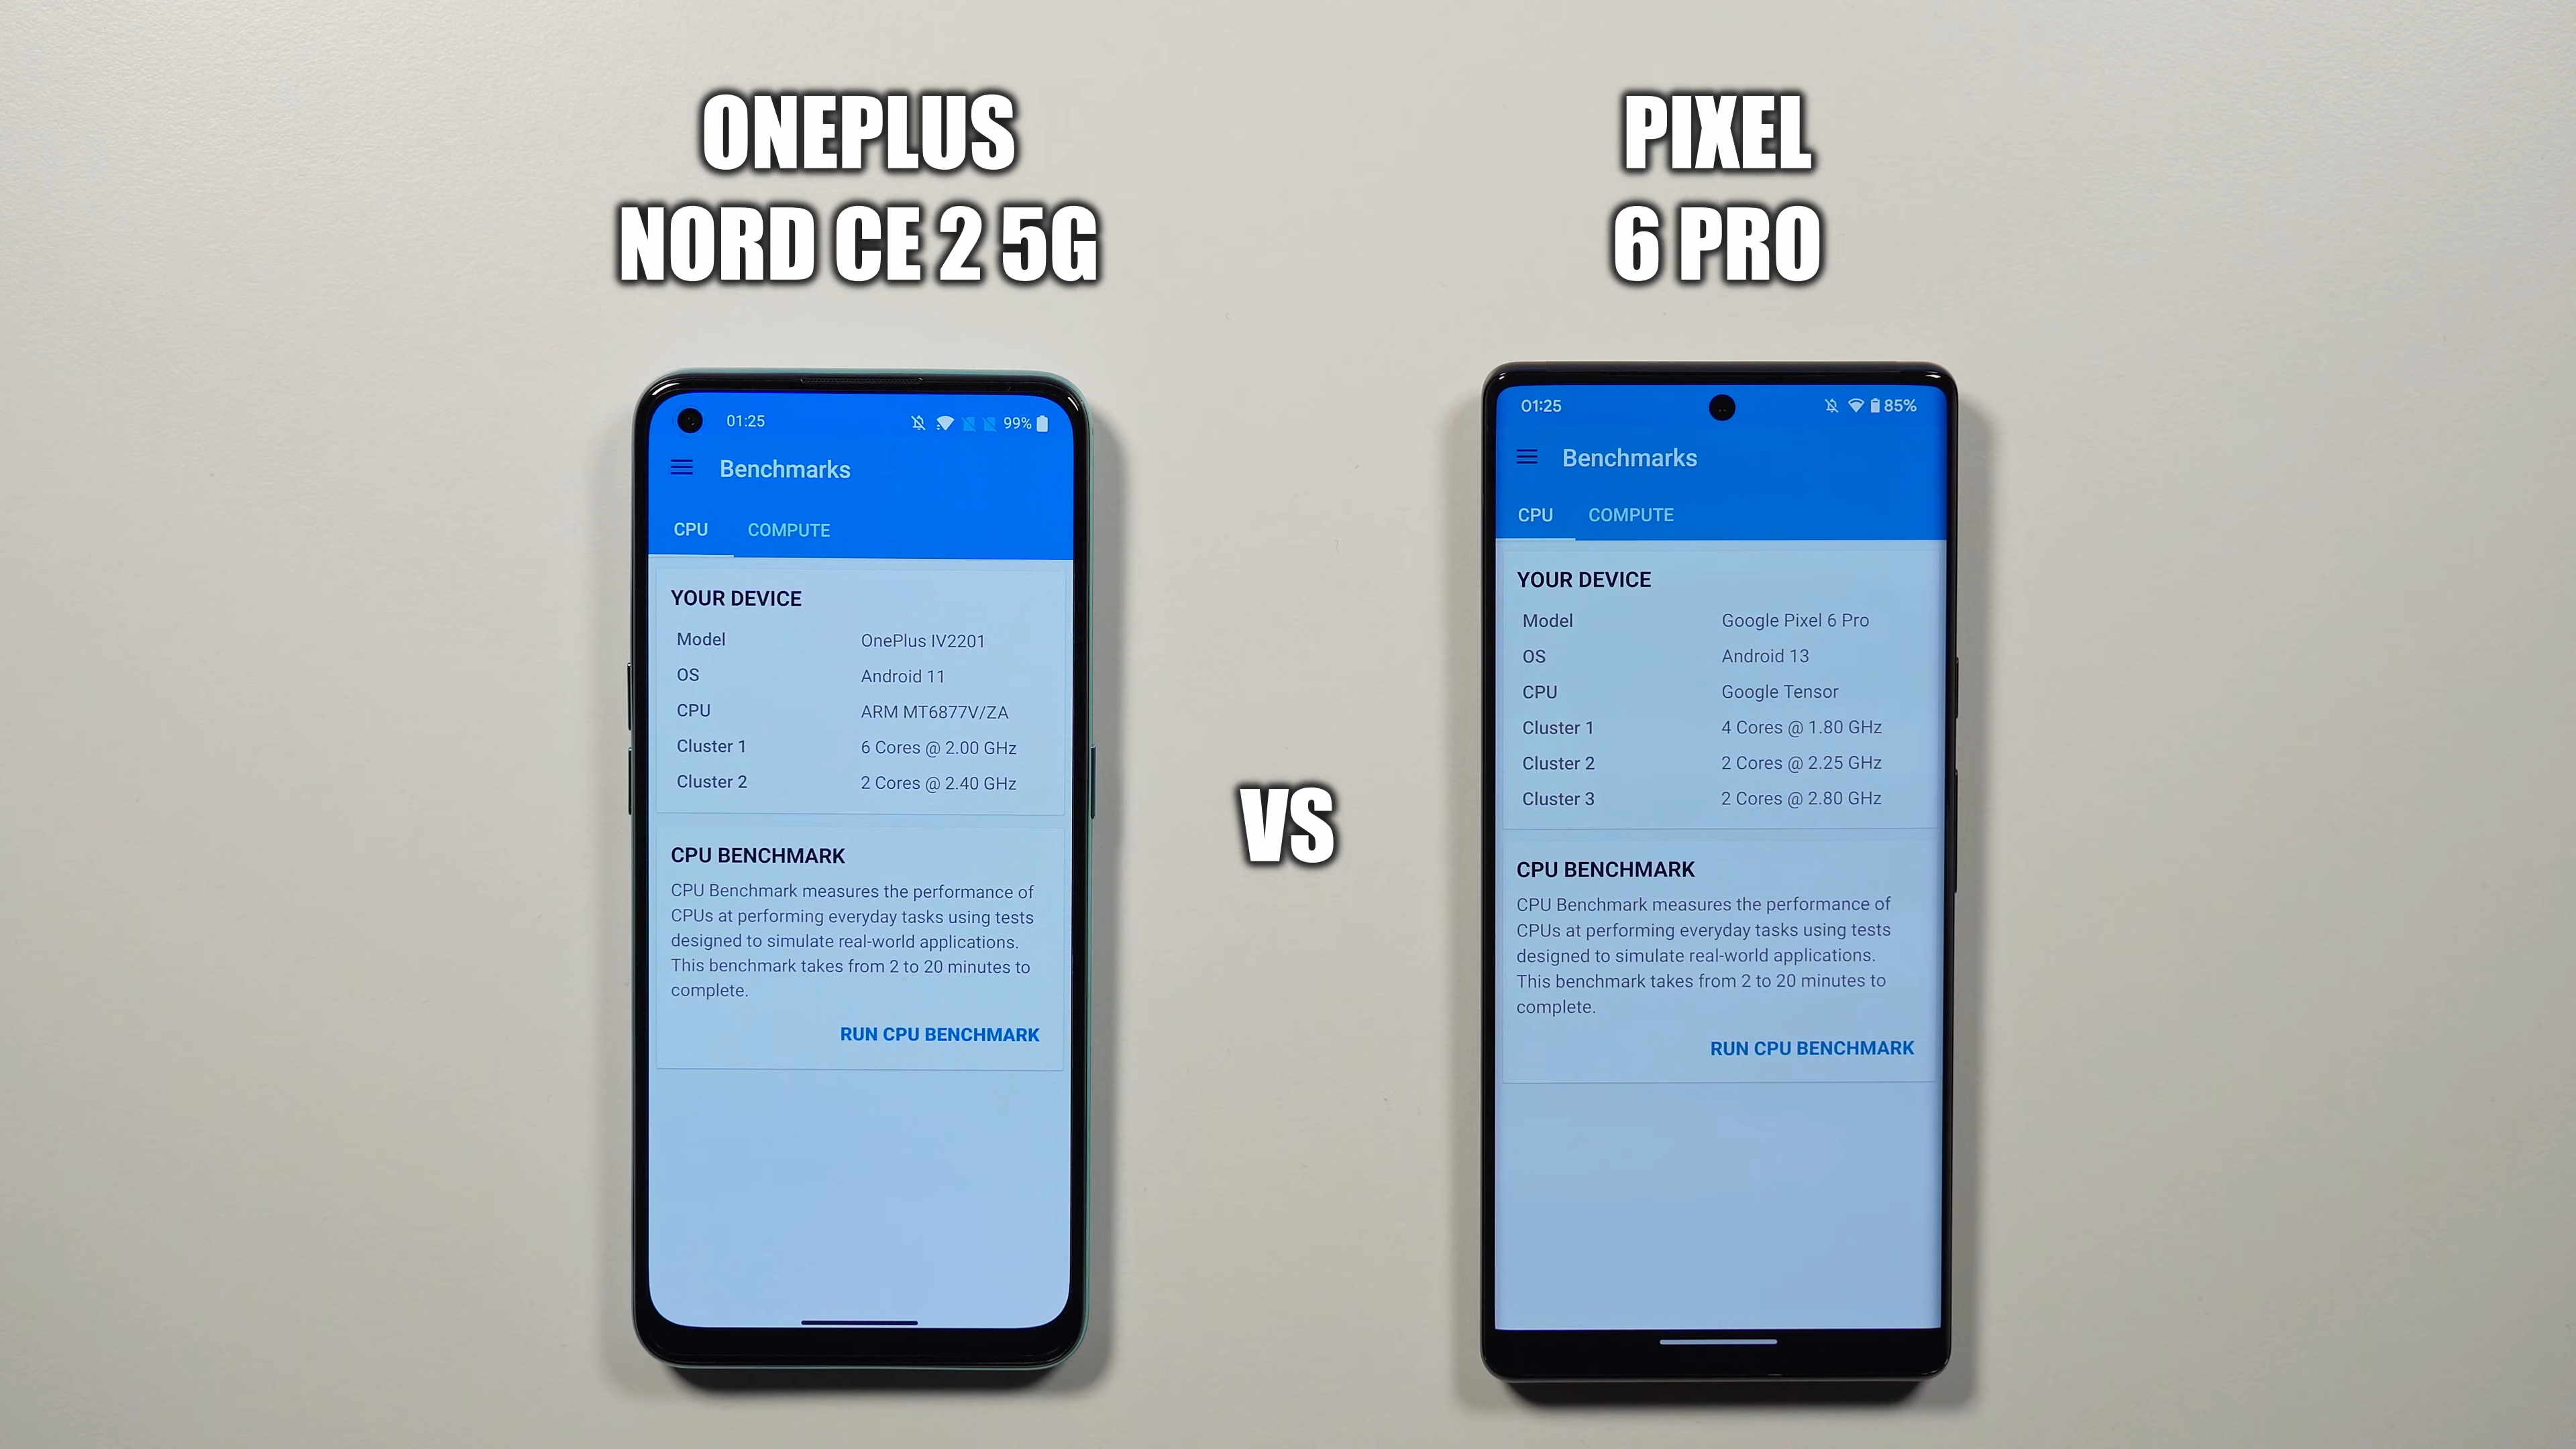 ONEPLUS
NORD CE 2 5G
01:25
99%
Benchmarks
CPU COMPUTE
YOUR DEVICE
Model OnePlus IV2201
OS Android 11
CPU ARM MT6877V/ZA
Cluster 1 6 Cores @ 2.00 GHz
Cluster 2 2 Cores @ 2.40 GHz
CPU BENCHMARK
CPU Benchmark measures the performance of
CPUs at performing everyday tasks using tests
designed to simulate real-world applications.
This benchmark takes from 2 to 20 minutes to
complete.
RUN CPU BENCHMARK
VS
PIXEL
6 PRO
01:25
85%
Benchmarks
CPU COMPUTE
YOUR DEVICE
Model Google Pixel 6 Pro
OS Android 13
CPU Google Tensor
Cluster 1 4 Cores @ 1.80 GHz
Cluster 2 2 Cores @ 2.25 GHz
Cluster 3 2 Cores @ 2.80 GHz
CPU BENCHMARK
CPU Benchmark measures the performance of
CPUs at performing everyday tasks using tests
designed to simulate real-world applications.
This benchmark takes from 2 to 20 minutes to
complete.
RUN CPU BENCHMARK